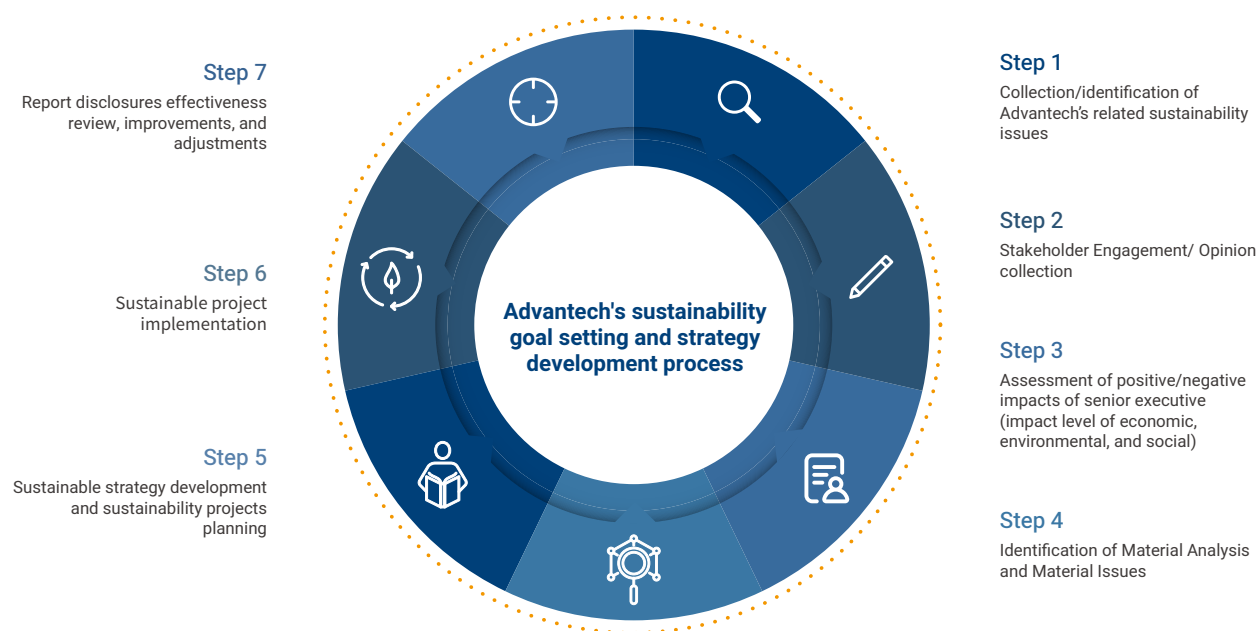 Step 1
Collection/identification of
Advantech's related sustainability
issues
Step 2
Stakeholder Engagement/ Opinion
collection
Step 3
Assessment of positive/negative
impacts of senior executive
(impact level of economic,
environmental, and social)
Step 4
Identification of Material Analysis
and Material Issues
Step 5
Sustainable strategy development
and sustainability projects
planning
Step 6
Sustainable project
implementation
Step 7
Report disclosures effectiveness
review, improvements, and
adjustments
Advantech's sustainability
goal setting and strategy
development process